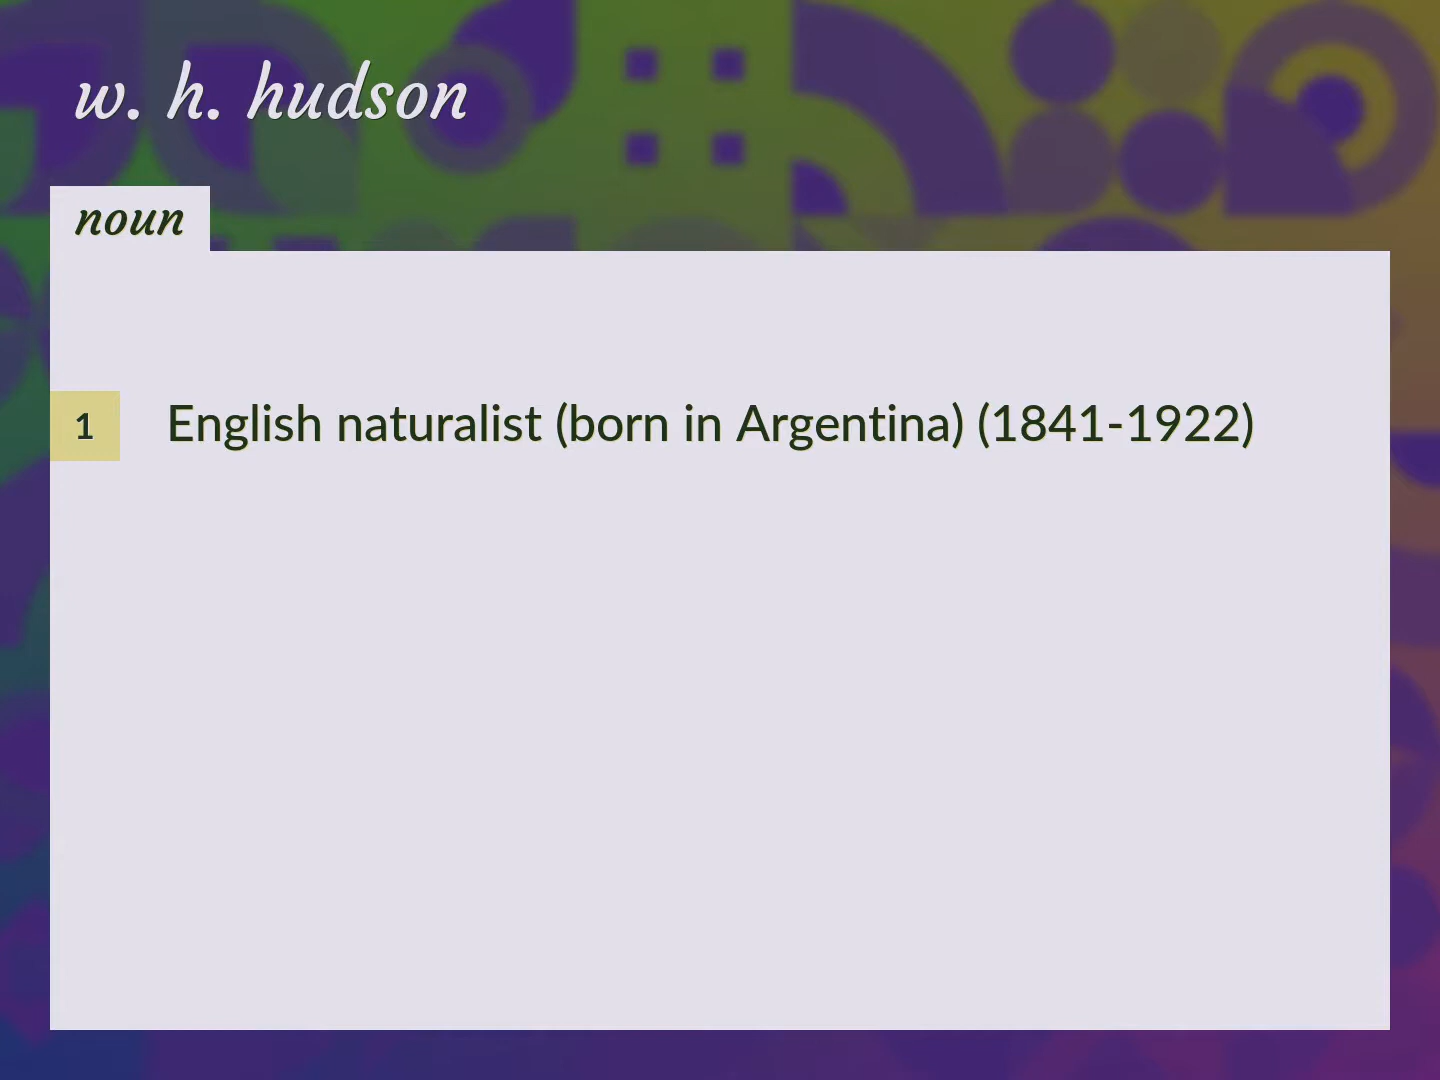 w. h. hudson
noun
1 English naturalist (born in Argentina) (1841-1922)